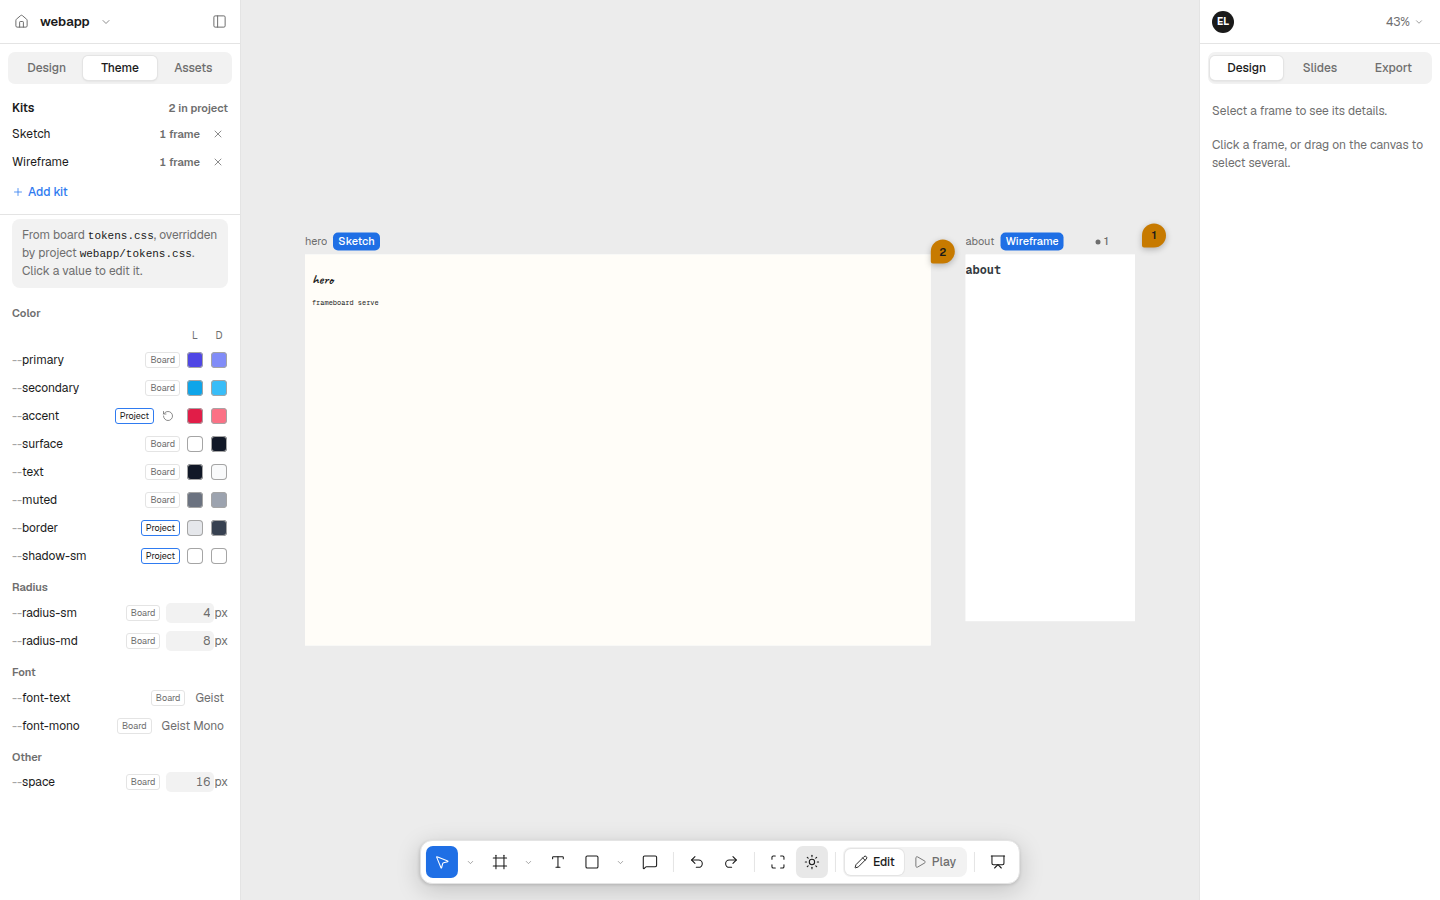 webapp
Design Theme Assets
Kits 2 in project
Sketch 1 frame
Wireframe 1 frame
Add kit
From board tokens.css, overridden
by project webapp/tokens.css.
Click a value to edit it.
Color
L D
--primary Board
--secondary Board
--accent Project
--surface Board
--text Board
--muted Board
--border Project
--shadow-sm Project
Radius
--radius-sm Board 4 px
--radius-md Board 8 px
Font
--font-text Board Geist
--font-mono Board Geist Mono
Other
--space Board 16 px
hero Sketch
2
hero
frameboard serve
about Wireframe 1
1
about
Edit Play
EL 43%
Design Slides Export
Select a frame to see its details.
Click a frame, or drag on the canvas to
select several.